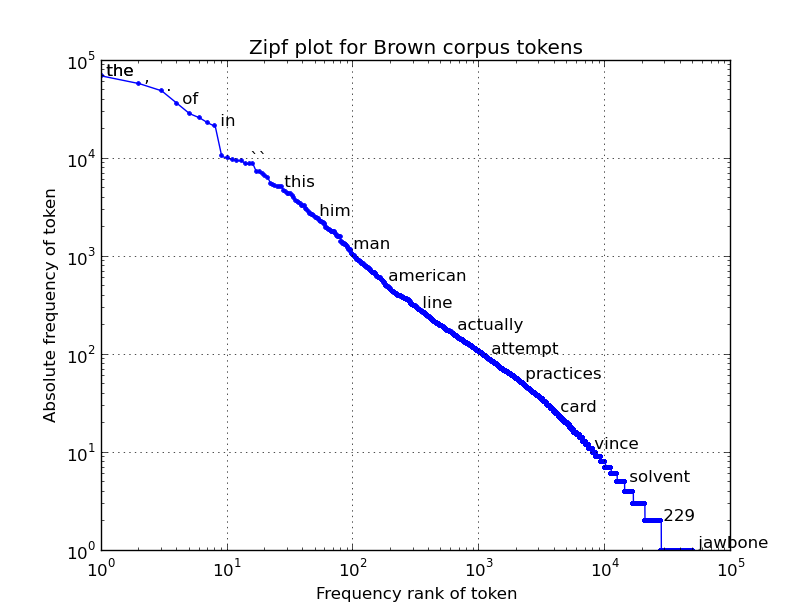 Zipf plot for Brown corpus tokens
Absolute frequency of token
10^5
10^4
10^3
10^2
10^1
10^0
the
,
.
of
in
``
this
him
man
american
line
actually
attempt
practices
card
vince
solvent
229
jawbone
10^0 10^1 10^2 10^3 10^4 10^5
Frequency rank of token